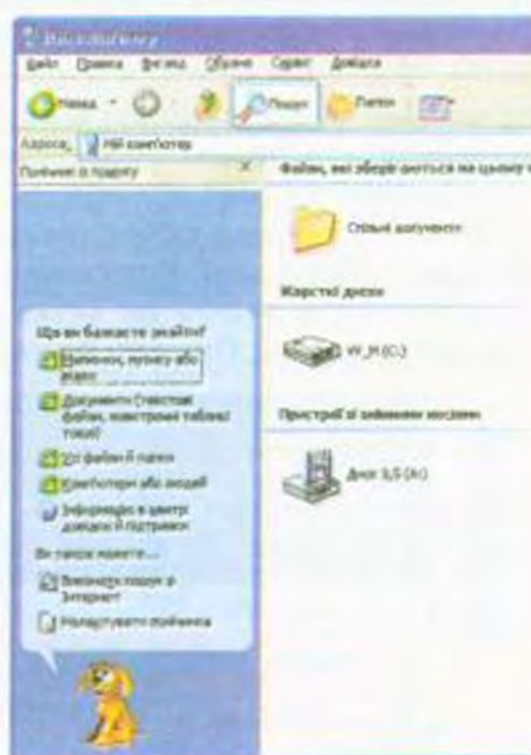 Файл Правка Вигляд Обране Сервіс Довідка
Назад Пошук Папки
Адреса: Мій комп'ютер
Помічник із пошуку
Файли, які зберігаються на цьому
Спільні документи
Жорсткі диски
W_M (C:)
Пристрої зі змінними носіями
Диск 3,5 (A:)
Що ви бажаєте знайти?
Малюнки, музику або
відео
Документи (текстові
файли, електронні таблиці
тощо)
Усі файли й папки
Комп'ютери або людей
Інформацію в центрі
довідки й підтримки
Ви також можете...
Виконати пошук в
Інтернеті
Налаштувати помічника